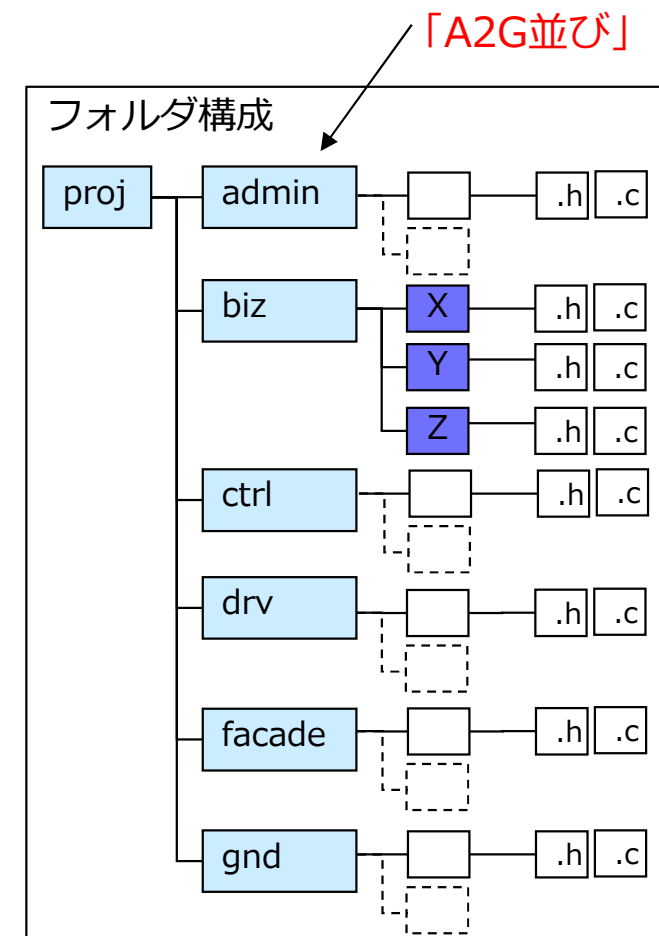 「A2G並び」
フォルダ構成
proj admin .h .c
biz X .h .c
Y .h .c
Z .h .c
ctrl .h .c
drv .h .c
facade .h .c
gnd .h .c